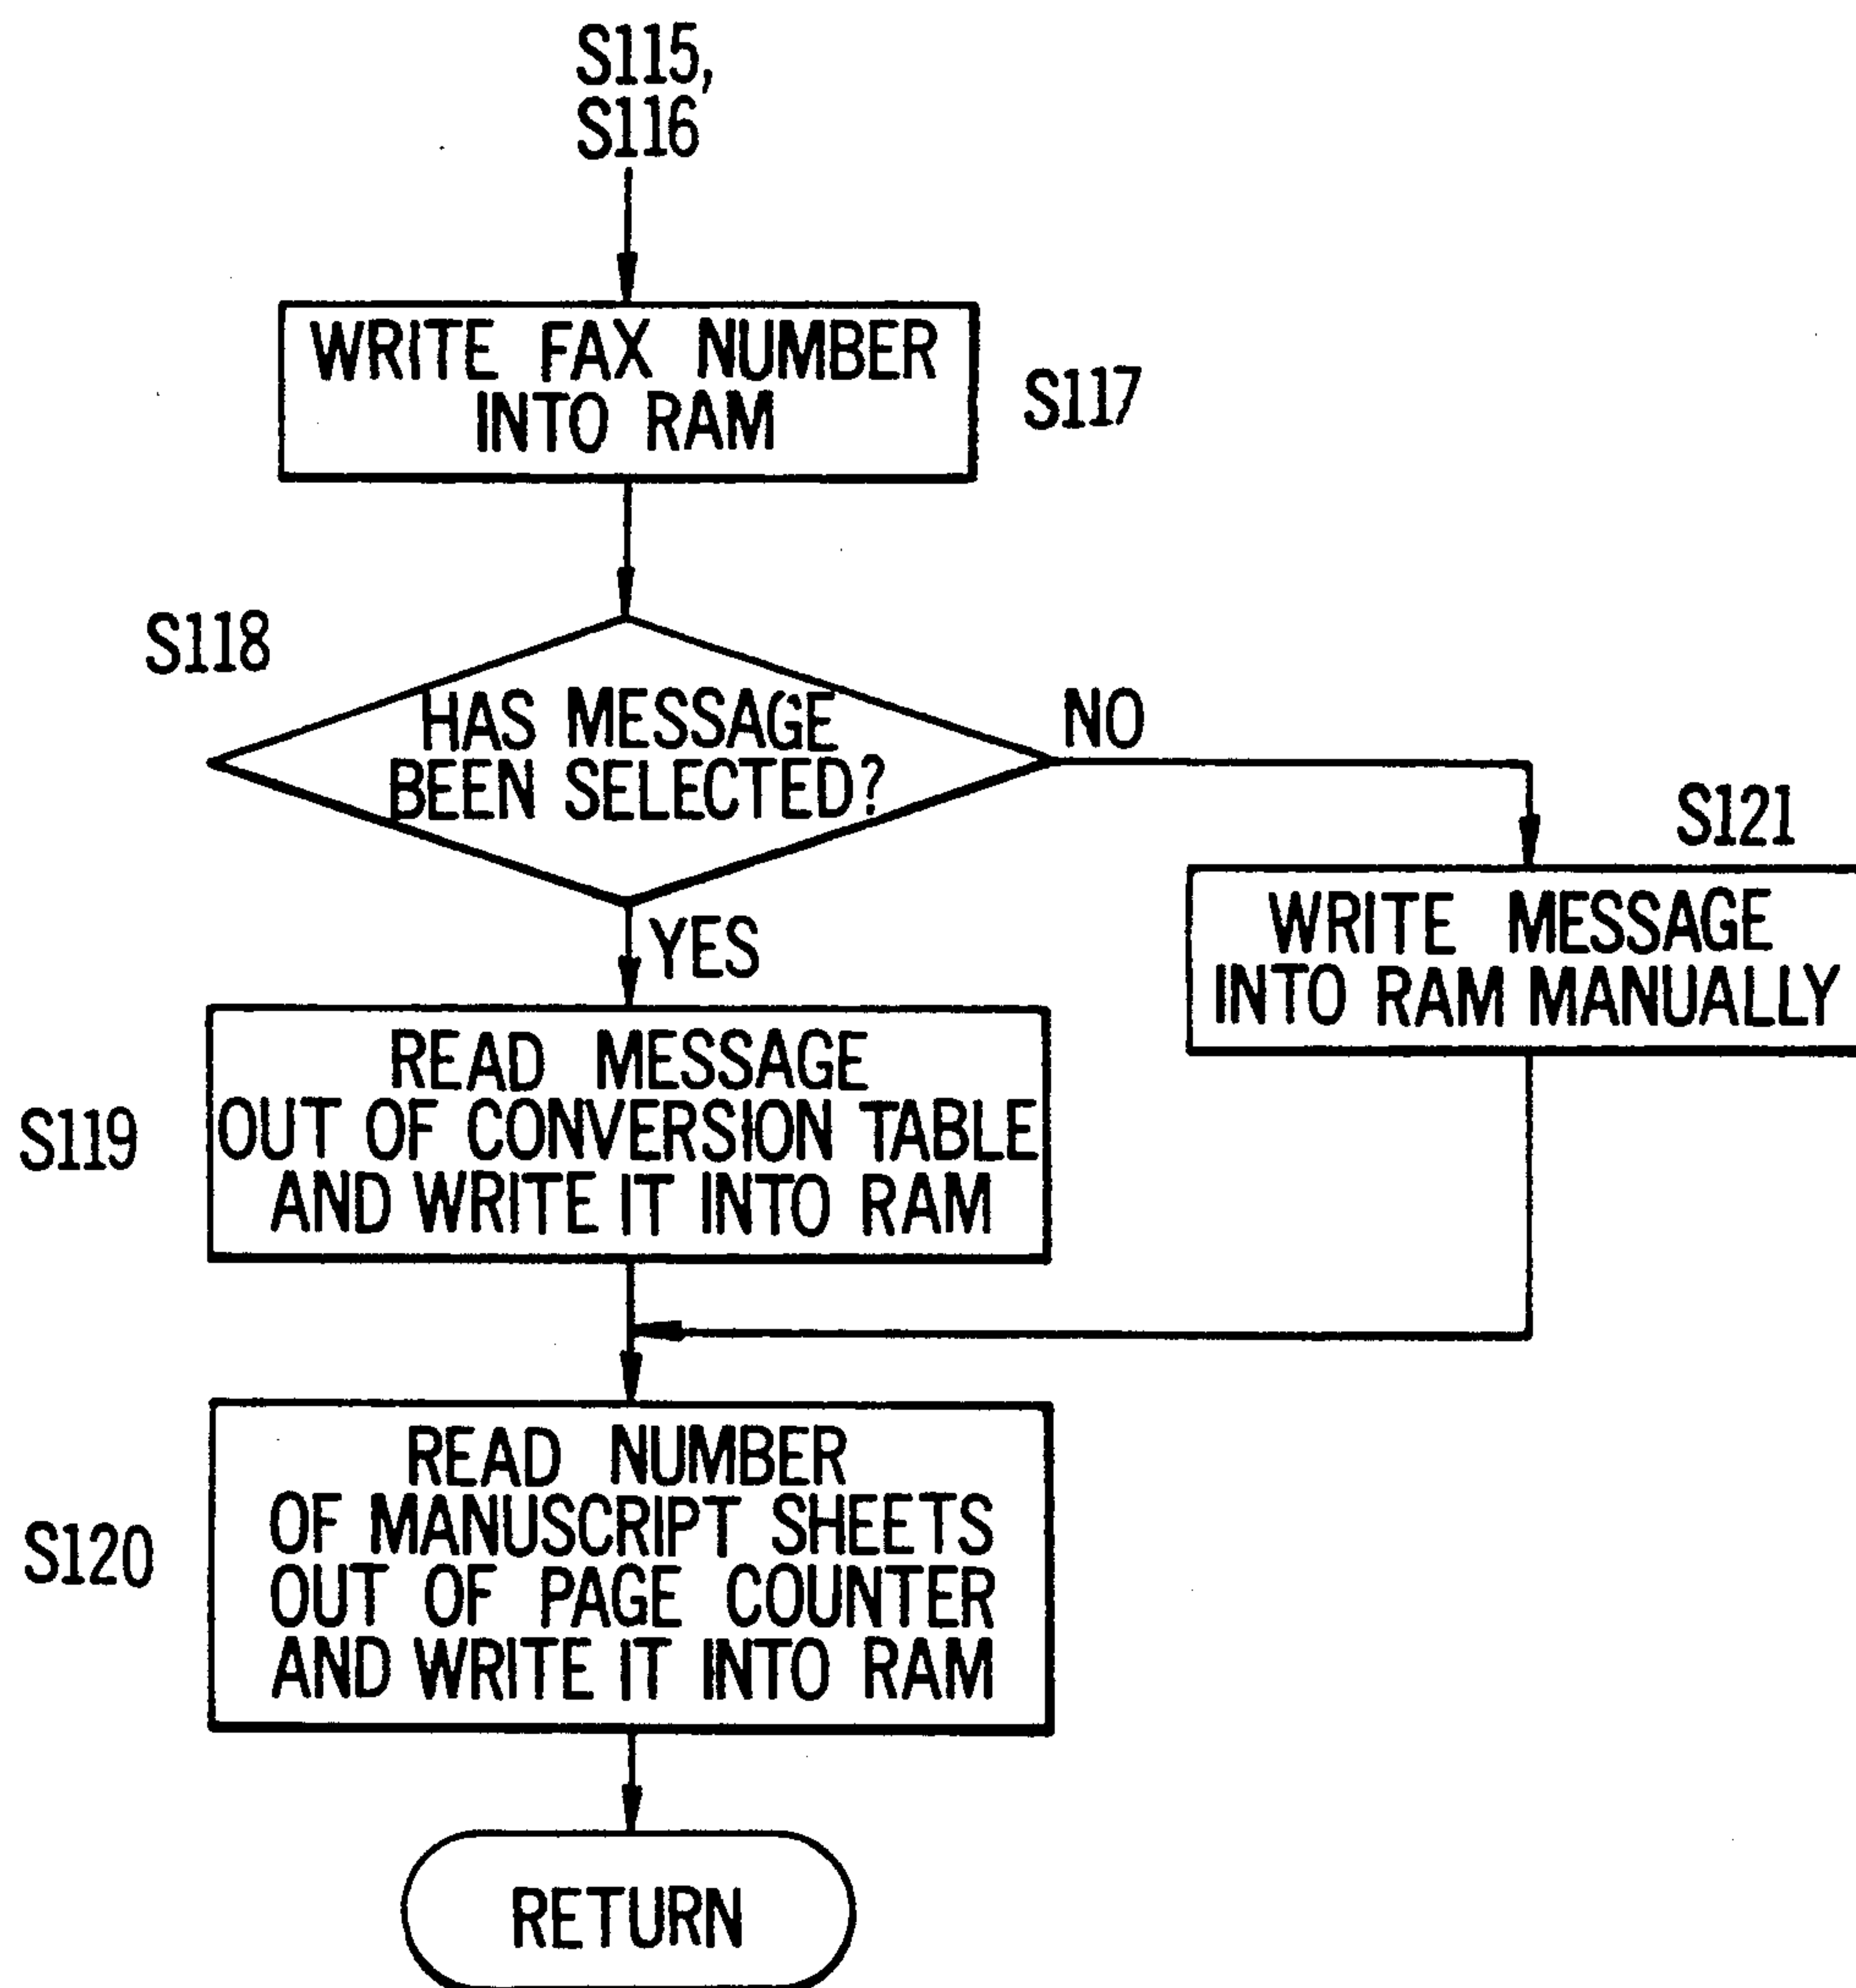 S115,
S116
WRITE FAX NUMBER
INTO RAM
S117
S118
HAS MESSAGE
BEEN SELECTED?
NO
YES
S121
WRITE MESSAGE
INTO RAM MANUALLY
S119
READ MESSAGE
OUT OF CONVERSION TABLE
AND WRITE IT INTO RAM
S120
READ NUMBER
OF MANUSCRIPT SHEETS
OUT OF PAGE COUNTER
AND WRITE IT INTO RAM
RETURN